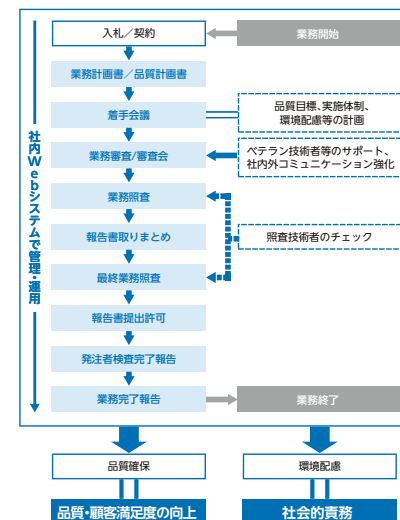 入札／契約
業務開始
業務計画書／品質計画書
着手会議
品質目標、実施体制、
環境配慮等の計画
業務審査/審査会
ベテラン技術者等のサポート、
社内外コミュニケーション強化
業務照査
報告書取りまとめ
照査技術者のチェック
最終業務照査
報告書提出許可
発注者検査完了報告
業務完了報告
業務終了
社内Webシステムで管理・運用
品質確保
環境配慮
品質・顧客満足度の向上
社会的責務